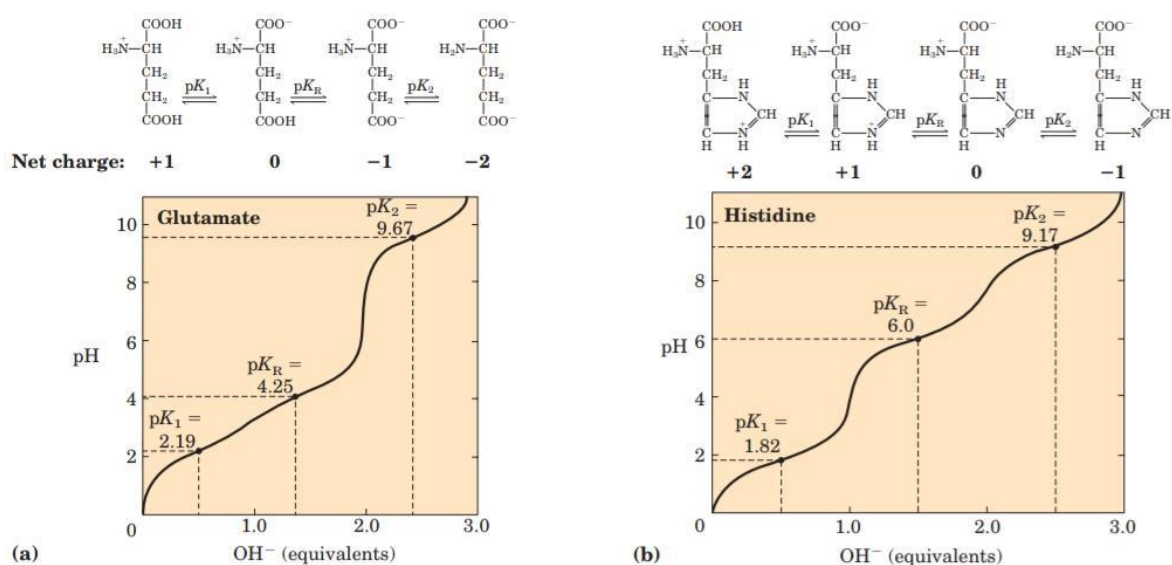 COOH COO⁻ COO⁻ COO⁻
H₃N⁺—CH H₃N⁺—CH H₃N⁺—CH H₂N—CH
CH₂ CH₂ CH₂ CH₂
pK₁ pK_R pK₂
CH₂ CH₂ CH₂ CH₂
COOH COOH COO⁻ COO⁻
Net charge: +1 0 −1 −2
Glutamate
pK₂ =
9.67
pK_R =
4.25
pK₁ =
2.19
pH
10
8
6
4
2
0
1.0 2.0 3.0
OH⁻ (equivalents)
(a)
COOH COO⁻ COO⁻ COO⁻
H₃N⁺—CH H₃N⁺—CH H₃N⁺—CH H₂N—CH
CH₂ CH₂ CH₂ CH₂
H H H H
C N C N C N C N
CH CH CH CH
pK₁ pK_R pK₂
CH N⁺ CH N⁺ C N C N
H H H H
+2 +1 0 −1
Histidine
pK₂ =
9.17
pK_R =
6.0
pK₁ =
1.82
pH
10
8
6
4
2
0
1.0 2.0 3.0
OH⁻ (equivalents)
(b)